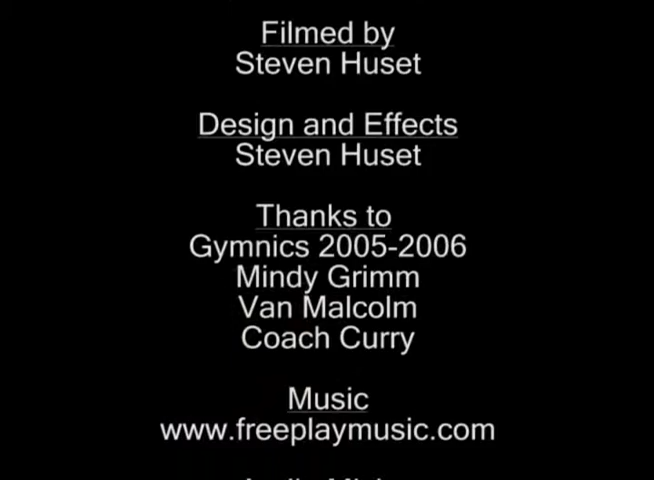 Filmed by
Steven Huset
Design and Effects
Steven Huset
Thanks to
Gymnics 2005-2006
Mindy Grimm
Van Malcolm
Coach Curry
Music
www.freeplaymusic.com